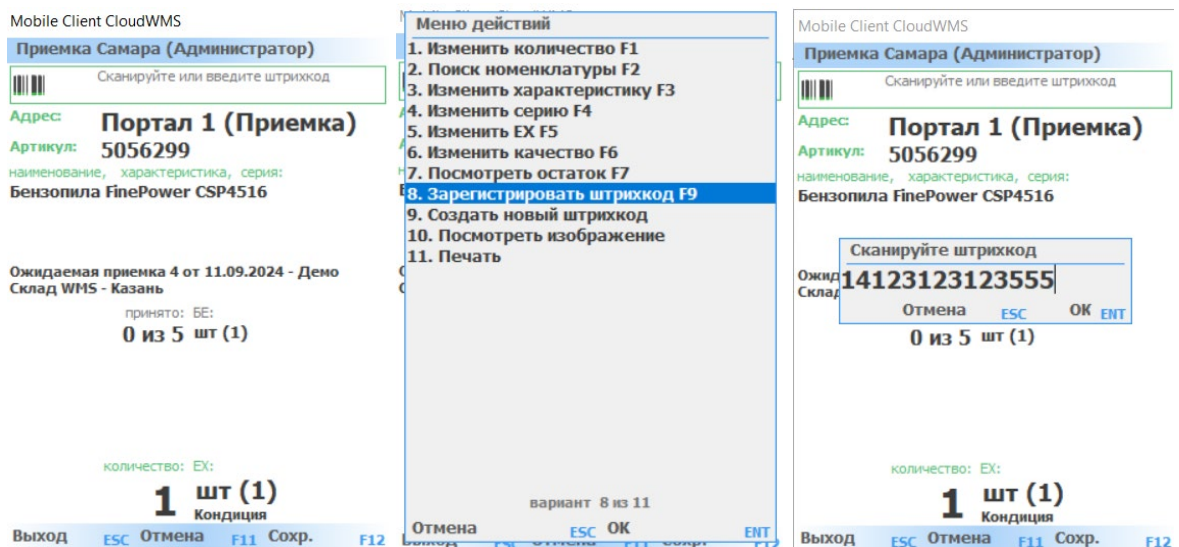 Mobile Client CloudWMS
Приемка Самара (Администратор)
Сканируйте или введите штрихкод
Адрес: Портал 1 (Приемка)
Артикул: 5056299
наименование, характеристика, серия:
Бензопила FinePower CSP4516
Ожидаемая приемка 4 от 11.09.2024 - Демо
Склад WMS - Казань
принято: БЕ:
0 из 5 шт (1)
количество: ЕХ:
1 шт (1)
Кондиция
Выход ESC Отмена F11 Сохр. F12
Меню действий
1. Изменить количество F1
2. Поиск номенклатуры F2
3. Изменить характеристику F3
4. Изменить серию F4
5. Изменить ЕХ F5
6. Изменить качество F6
7. Посмотреть остаток F7
8. Зарегистрировать штрихкод F9
9. Создать новый штрихкод
10. Посмотреть изображение
11. Печать
вариант 8 из 11
Отмена ESC OK ENT
Mobile Client CloudWMS
Приемка Самара (Администратор)
Сканируйте или введите штрихкод
Адрес: Портал 1 (Приемка)
Артикул: 5056299
наименование, характеристика, серия:
Бензопила FinePower CSP4516
Сканируйте штрихкод
Ожид
Склад
14123123123555
Отмена ESC OK ENT
0 из 5 шт (1)
количество: ЕХ:
1 шт (1)
Кондиция
Выход ESC Отмена F11 Сохр. F12